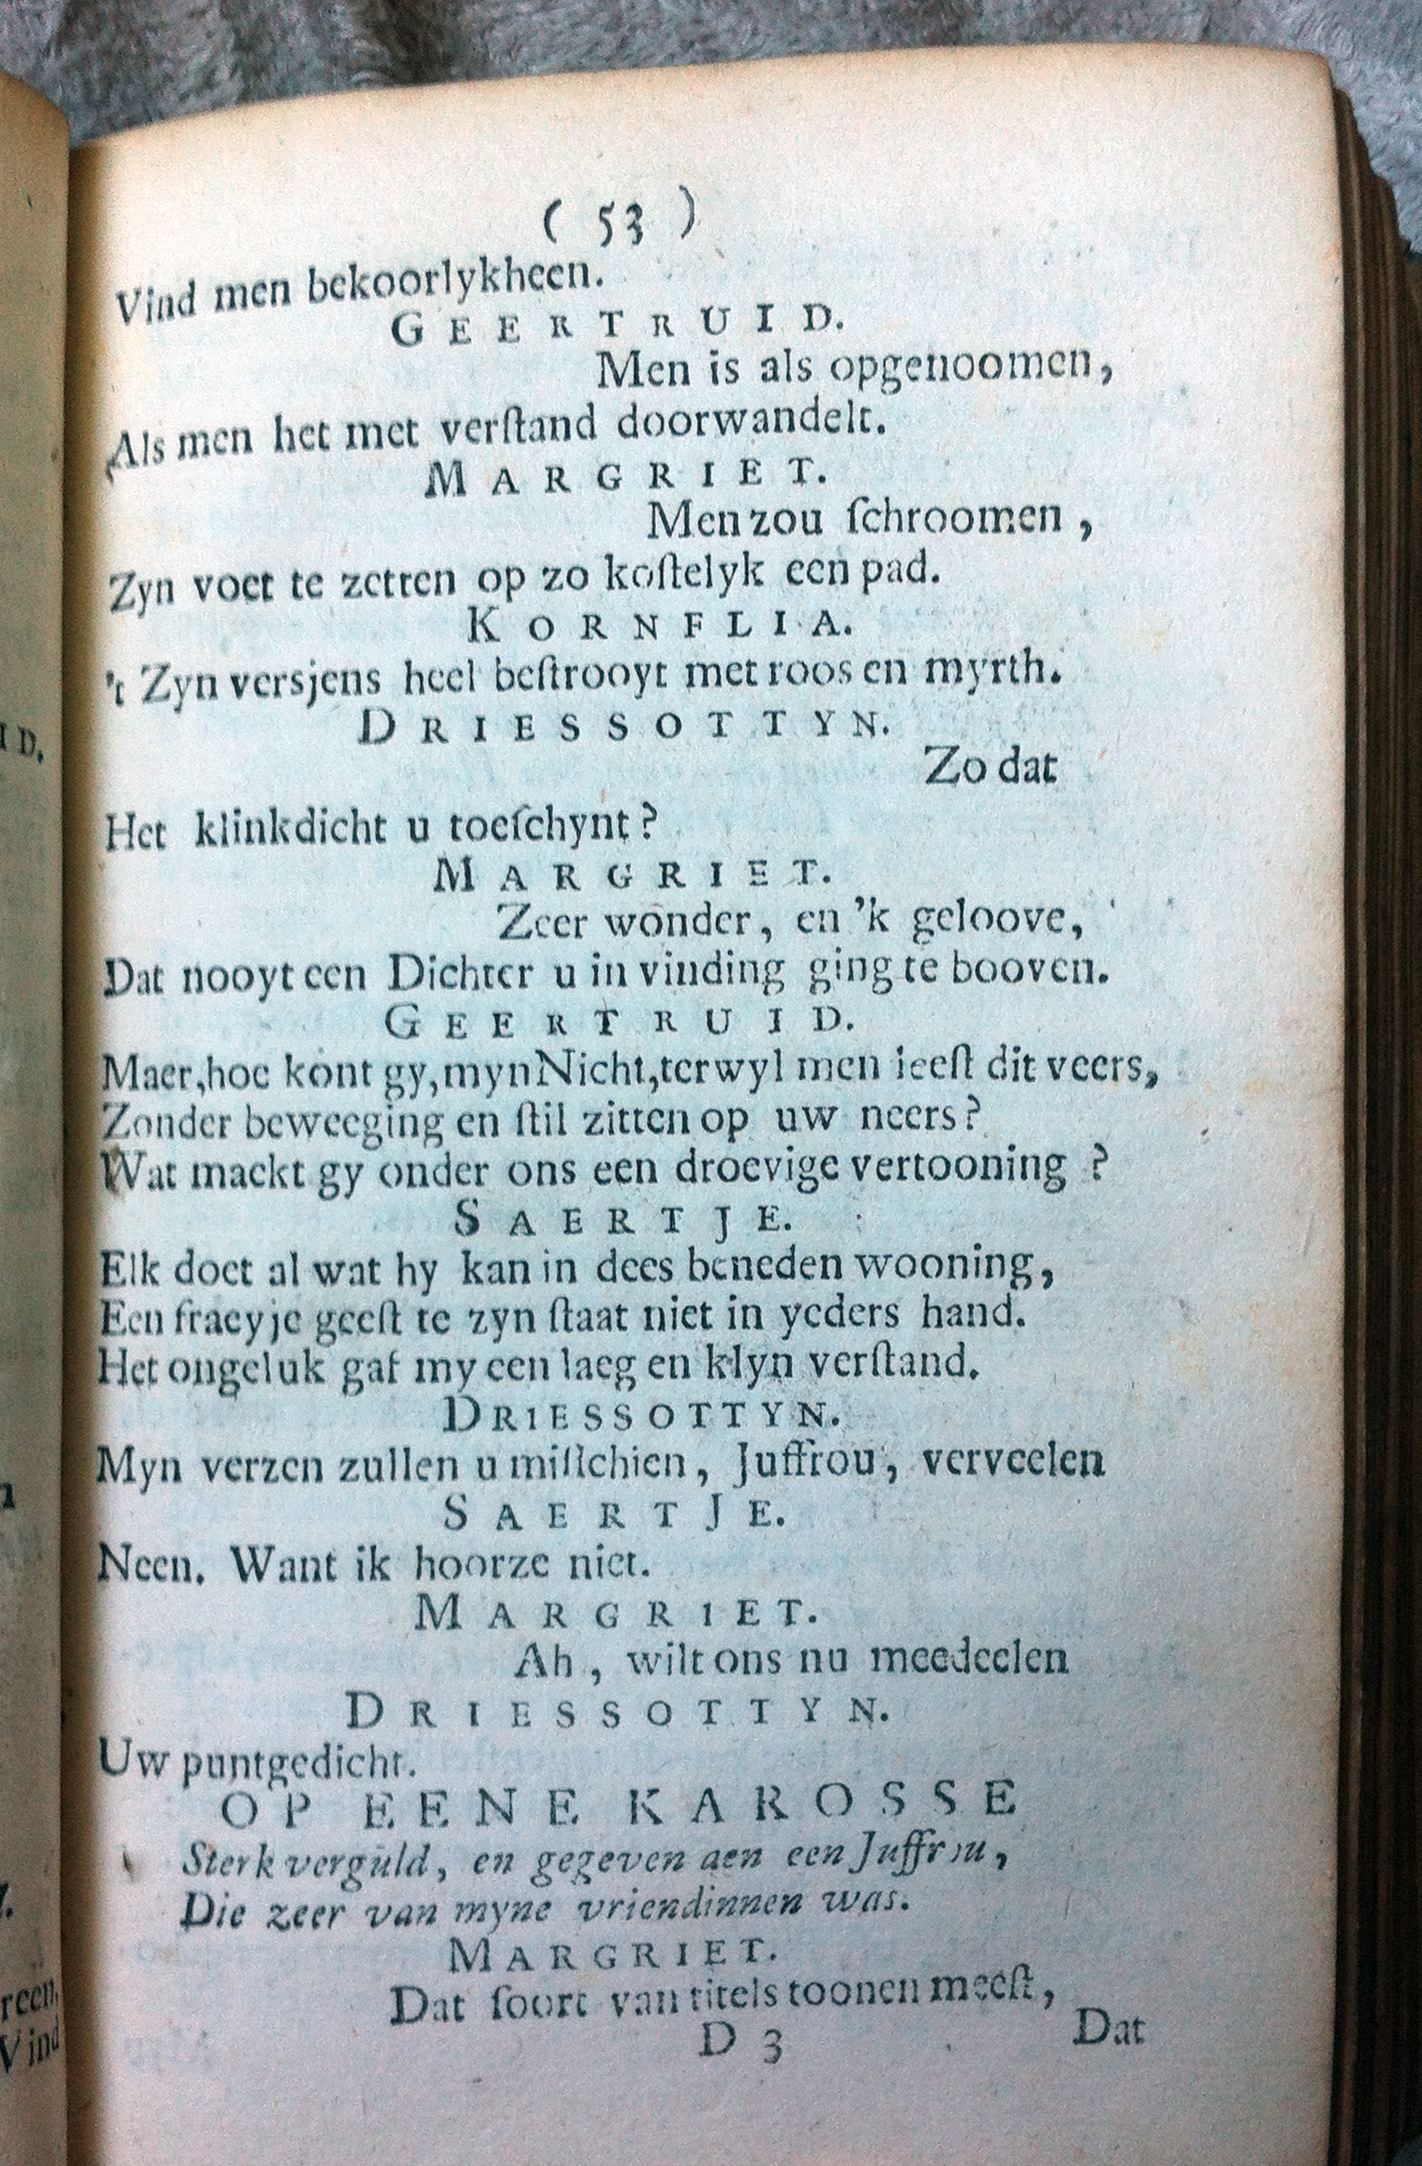 ( 53 )
Vind men bekoorlykheen.
GEERTRUID.
Men is als opgenoomen,
Als men het met verſtand doorwandelt.
MARGRIET.
Men zou ſchroomen,
Zyn voet te zetten op zo koſtelyk een pad.
KORNELIA.
't Zyn versjens heel beſtrooyt met roos en myrth.
DRIESSOTTYN.
Zo dat
Het klinkdicht u toeſchynt?
MARGRIET.
Zeer wonder, en 'k geloove,
Dat nooyt een Dichter u in vinding ging te booven.
GEERTRUID.
Maer, hoe kont gy, myn Nicht, terwyl men leeſt dit veers,
Zonder beweeging en ſtil zitten op uw neers?
Wat maekt gy onder ons een droevige vertooning?
SAERTJE.
Elk doet al wat hy kan in dees beneden wooning,
Een fraeyje geeſt te zyn ſtaat niet in yeders hand.
Het ongeluk gaf my een laeg en klyn verſtand.
DRIESSOTTYN.
Myn verzen zullen u miſſchien, Juffrou, verveelen
SAERTJE.
Neen. Want ik hoorze niet.
MARGRIET.
Ah, wilt ons nu meedeelen
DRIESSOTTYN.
Uw puntgedicht.
OP EENE KAROSSE
Sterk verguld, en gegeven aen een Juffrou,
Die zeer van myne vriendinnen was.
MARGRIET.
Dat ſoort van titels toonen meeſt,
D 3 Dat